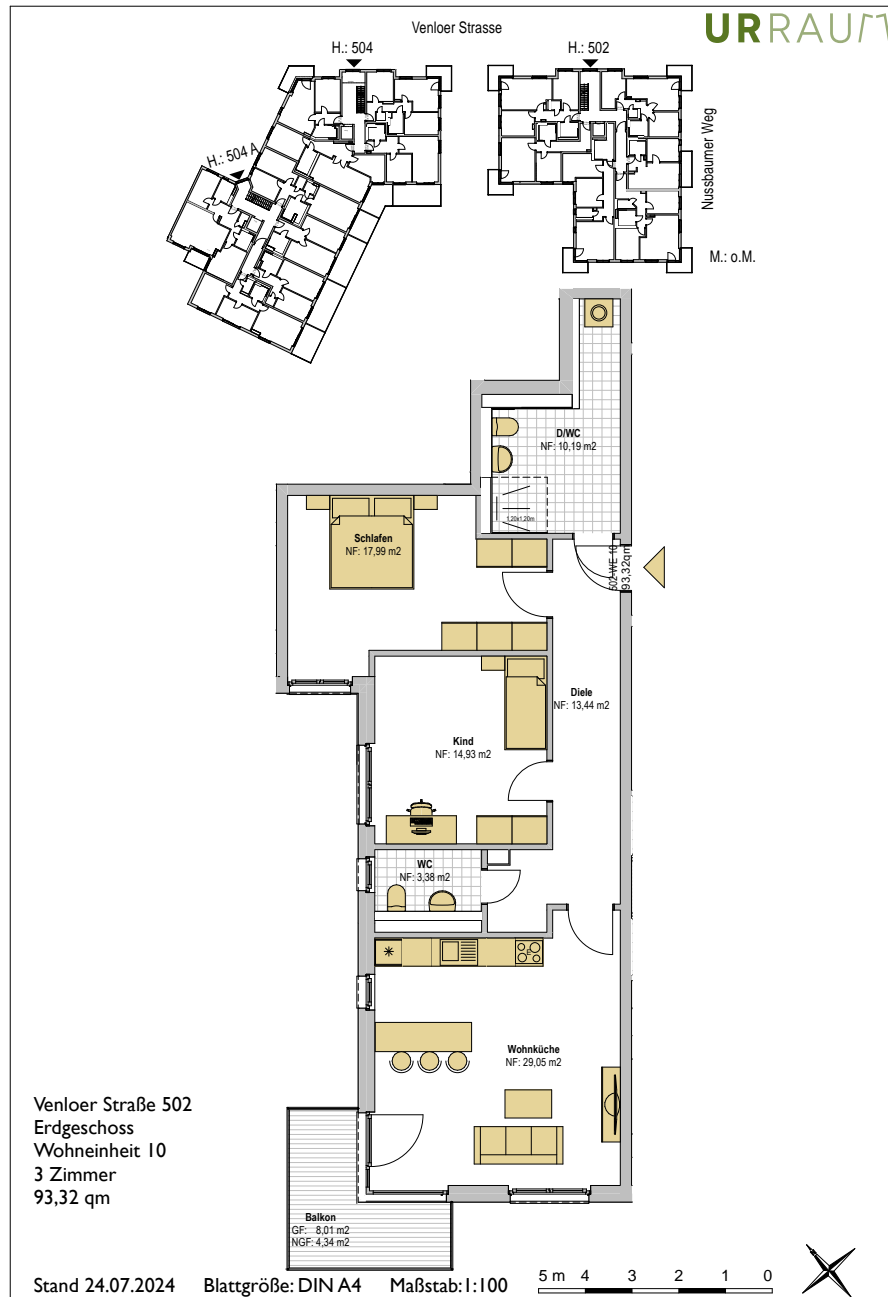 Venloer Strasse
URRAUM
H.: 504
H.: 502
H.: 504 A
Nussbaumer Weg
M.: o.M.
D/WC
NF: 10,19 m2
1,20x1,20m
Schlafen
NF: 17,99 m2
502-WE 10
93,32qm
Diele
NF: 13,44 m2
Kind
NF: 14,93 m2
WC
NF: 3,38 m2
E
Wohnküche
NF: 29,05 m2
Venloer Straße 502
Erdgeschoss
Wohneinheit 10
3 Zimmer
93,32 qm
Balkon
GF: 8,01 m2
NGF: 4,34 m2
Stand 24.07.2024 Blattgröße: DIN A4 Maßstab:1:100
5 m 4 3 2 1 0